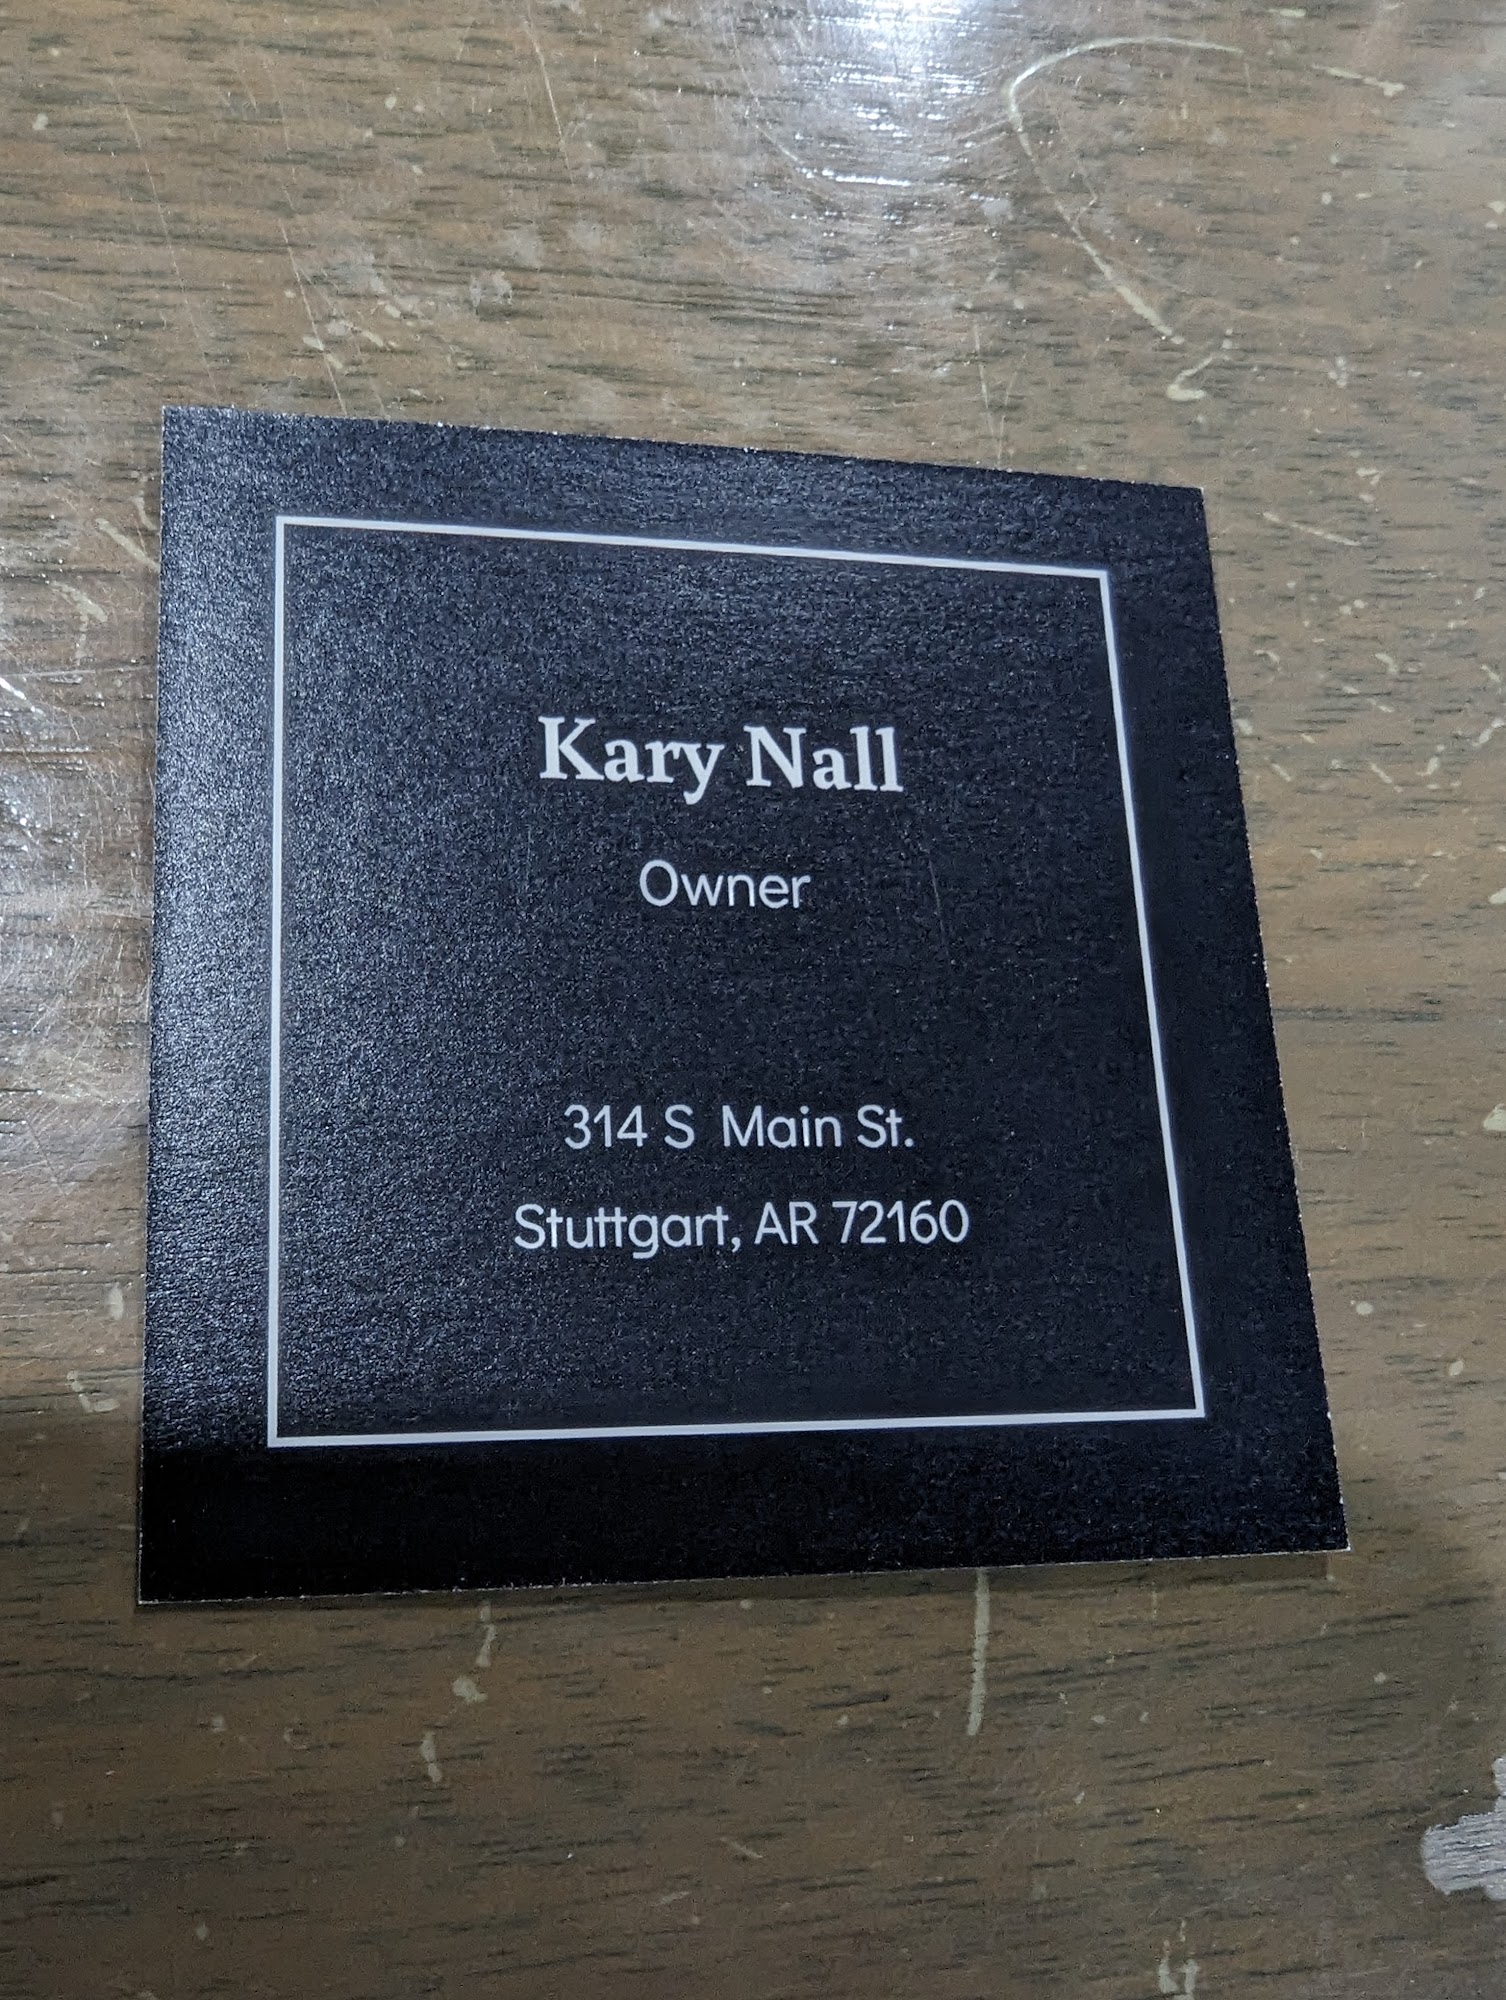 Kary Nall
Owner
314 S Main St.
Stuttgart, AR 72160